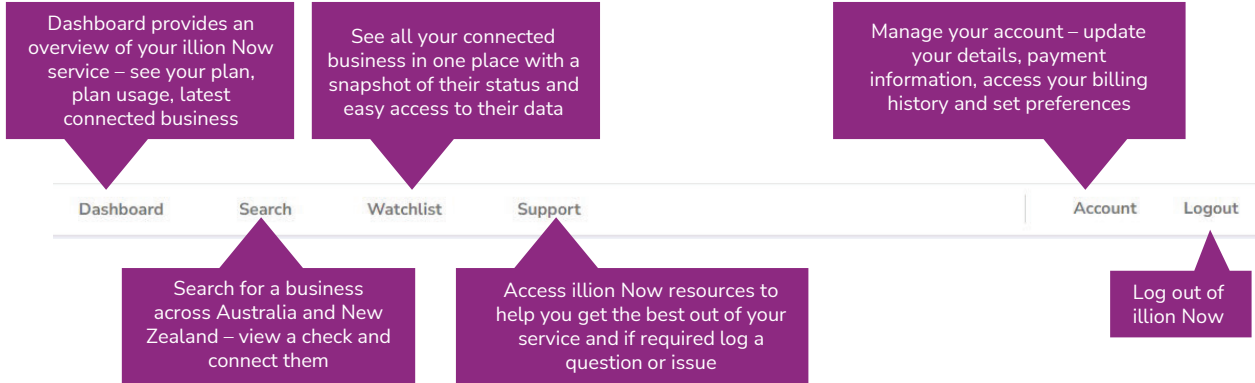 Dashboard provides an
overview of your illion Now
service – see your plan,
plan usage, latest
connected business
See all your connected
business in one place with a
snapshot of their status and
easy access to their data
Manage your account – update
your details, payment
information, access your billing
history and set preferences
Dashboard
Search
Watchlist
Support
Account
Logout
Search for a business
across Australia and New
Zealand – view a check and
connect them
Access illion Now resources to
help you get the best out of your
service and if required log a
question or issue
Log out of
illion Now